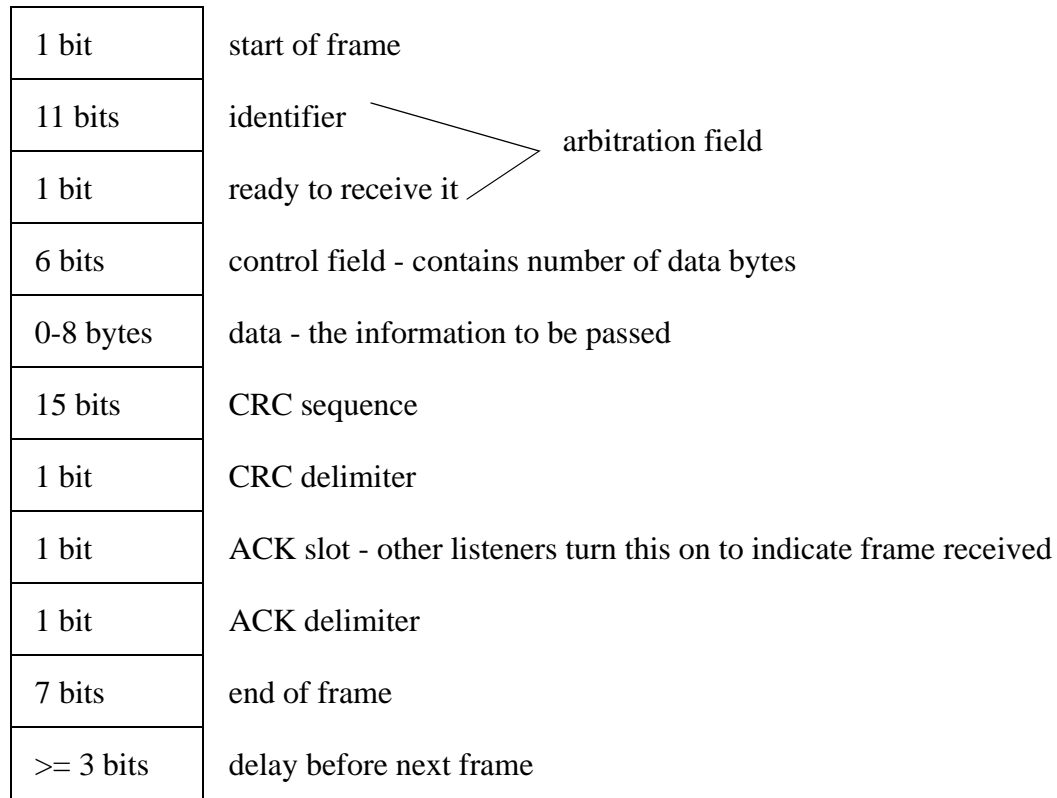 1 bit start of frame
11 bits identifier
arbitration field
1 bit ready to receive it
6 bits control field - contains number of data bytes
0-8 bytes data - the information to be passed
15 bits CRC sequence
1 bit CRC delimiter
1 bit ACK slot - other listeners turn this on to indicate frame received
1 bit ACK delimiter
7 bits end of frame
>= 3 bits delay before next frame